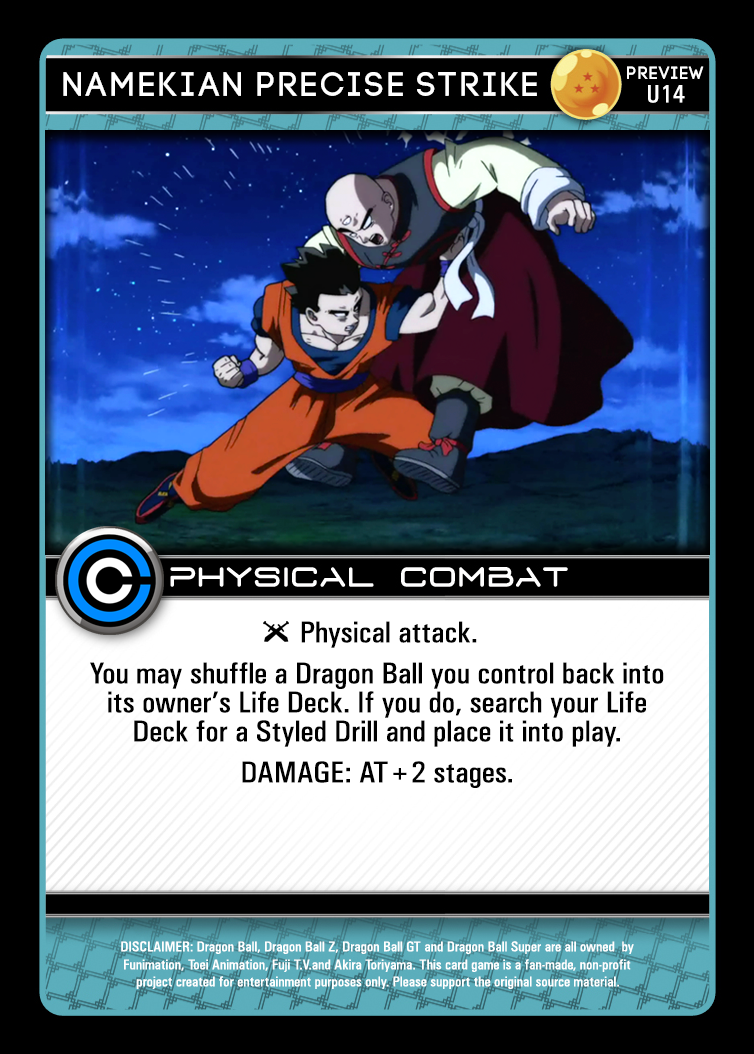 NAMEKIAN PRECISE STRIKE
PREVIEW
U14
PHYSICAL COMBAT
Physical attack.
You may shuffle a Dragon Ball you control back into
its owner's Life Deck. If you do, search your Life
Deck for a Styled Drill and place it into play.
DAMAGE: AT + 2 stages.
DISCLAIMER: Dragon Ball, Dragon Ball Z, Dragon Ball GT and Dragon Ball Super are all owned by
Funimation, Toei Animation, Fuji T.V.and Akira Toriyama. This card game is a fan-made, non-profit
project created for entertainment purposes only. Please support the original source material.